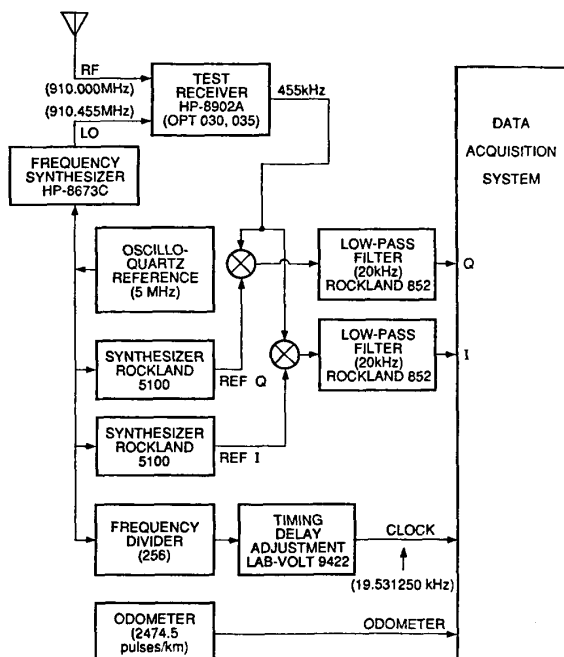 RF
(910.000MHz)
(910.455MHz)
LO
TEST
RECEIVER
HP-8902A
(OPT 030, 035)
455kHz
DATA
ACQUISITION
SYSTEM
FREQUENCY
SYNTHESIZER
HP-8673C
OSCILLO-
QUARTZ
REFERENCE
(5 MHz)
LOW-PASS
FILTER
(20kHz)
ROCKLAND 852
Q
SYNTHESIZER
ROCKLAND
5100
REF Q
LOW-PASS
FILTER
(20kHz)
ROCKLAND 852
I
SYNTHESIZER
ROCKLAND
5100
REF I
FREQUENCY
DIVIDER
(256)
TIMING
DELAY
ADJUSTMENT
LAB-VOLT 9422
CLOCK
(19.531250 kHz)
ODOMETER
(2474.5
pulses/km)
ODOMETER